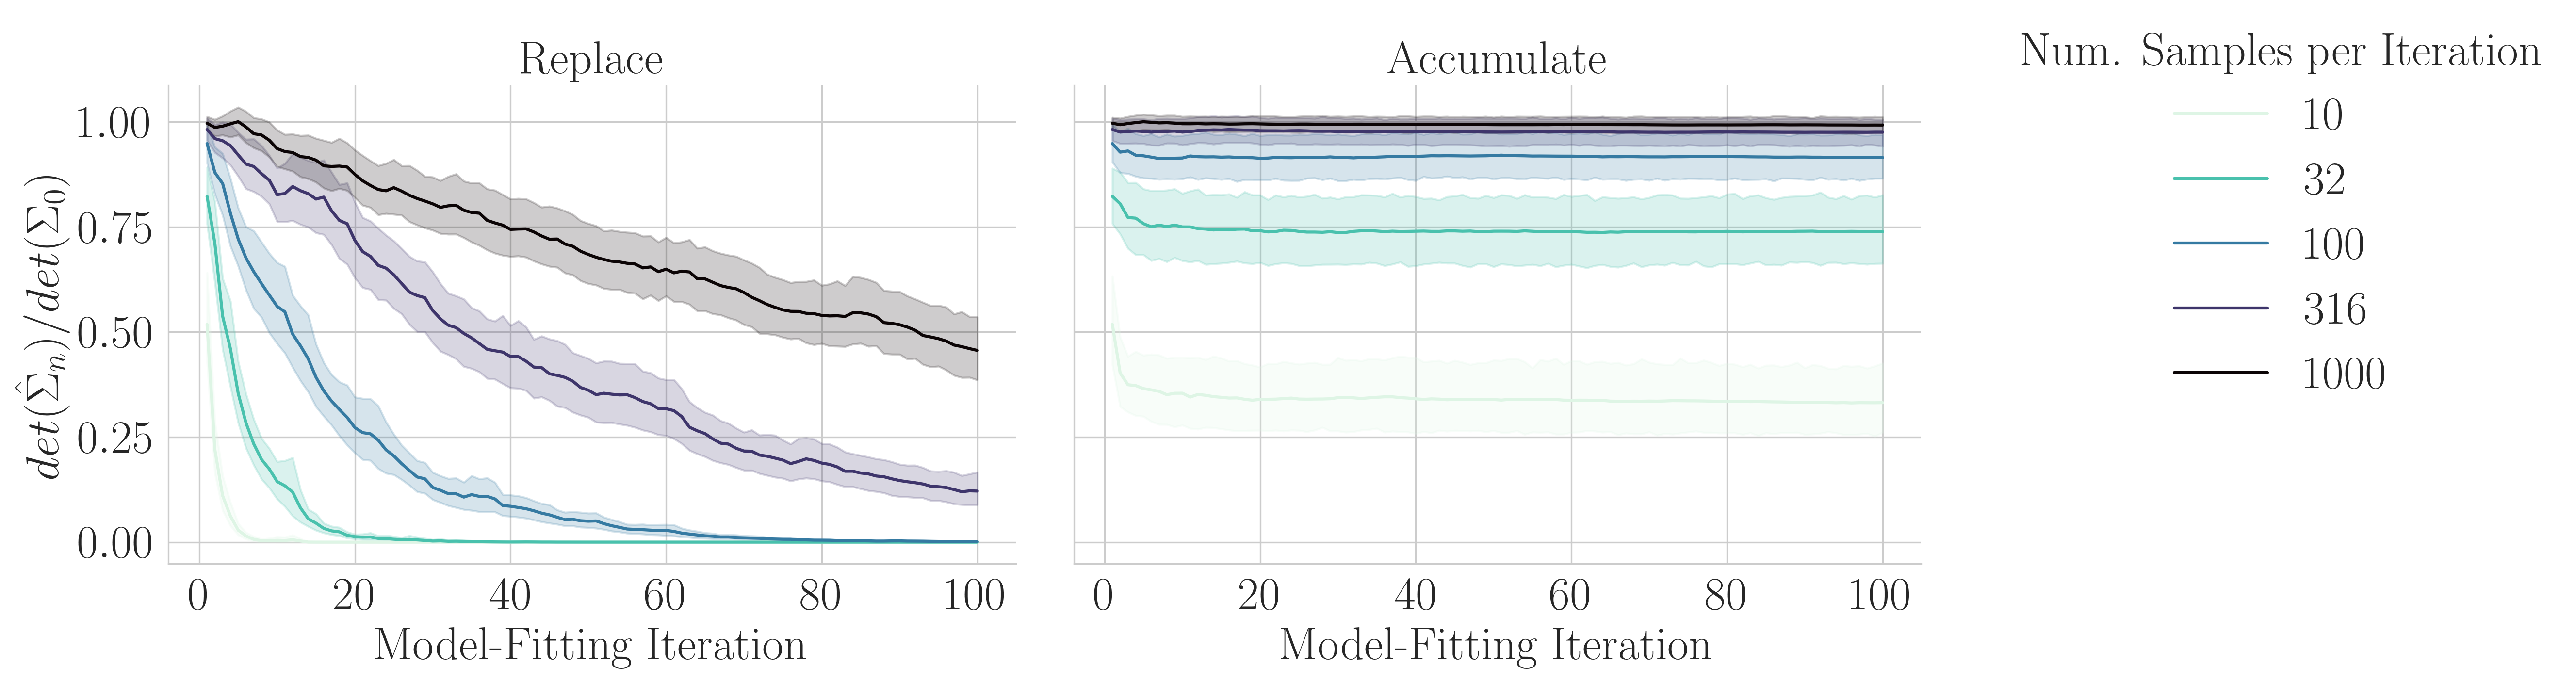 Replace
Accumulate
Num. Samples per Iteration
10
32
100
316
1000
det(Σ̂ₙ)/det(Σ₀)
1.00
0.75
0.50
0.25
0.00
0 20 40 60 80 100
0 20 40 60 80 100
Model-Fitting Iteration
Model-Fitting Iteration